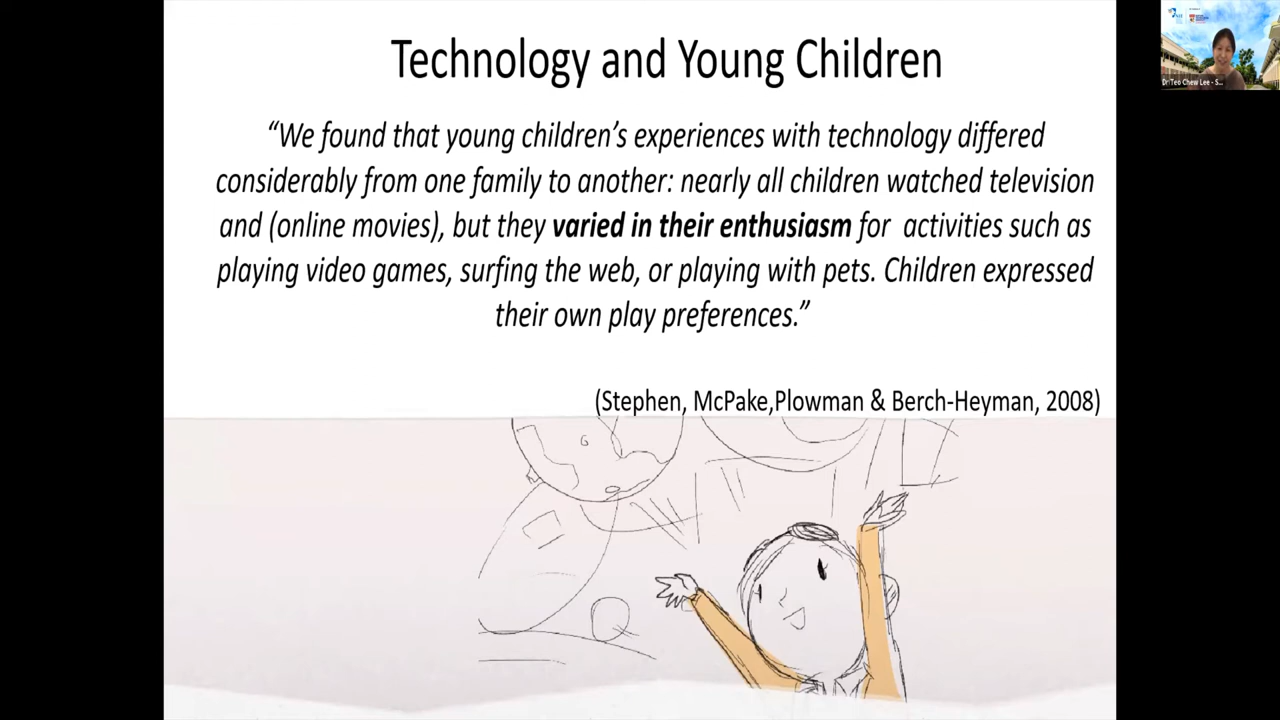 Technology and Young Children
“We found that young children’s experiences with technology differed
considerably from one family to another: nearly all children watched television
and (online movies), but they varied in their enthusiasm for activities such as
playing video games, surfing the web, or playing with pets. Children expressed
their own play preferences.”
(Stephen, McPake,Plowman & Berch-Heyman, 2008)
Dr Teo Chew Lee - S...